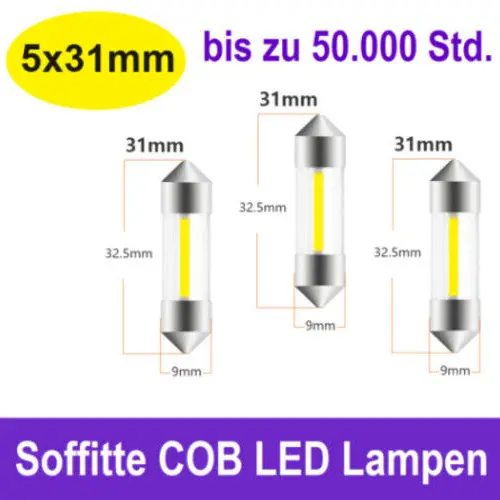 5x31mm
bis zu 50.000 Std.
31mm
31mm
31mm
32.5mm
32.5mm
32.5mm
9mm
9mm
9mm
Soffitte COB LED Lampen